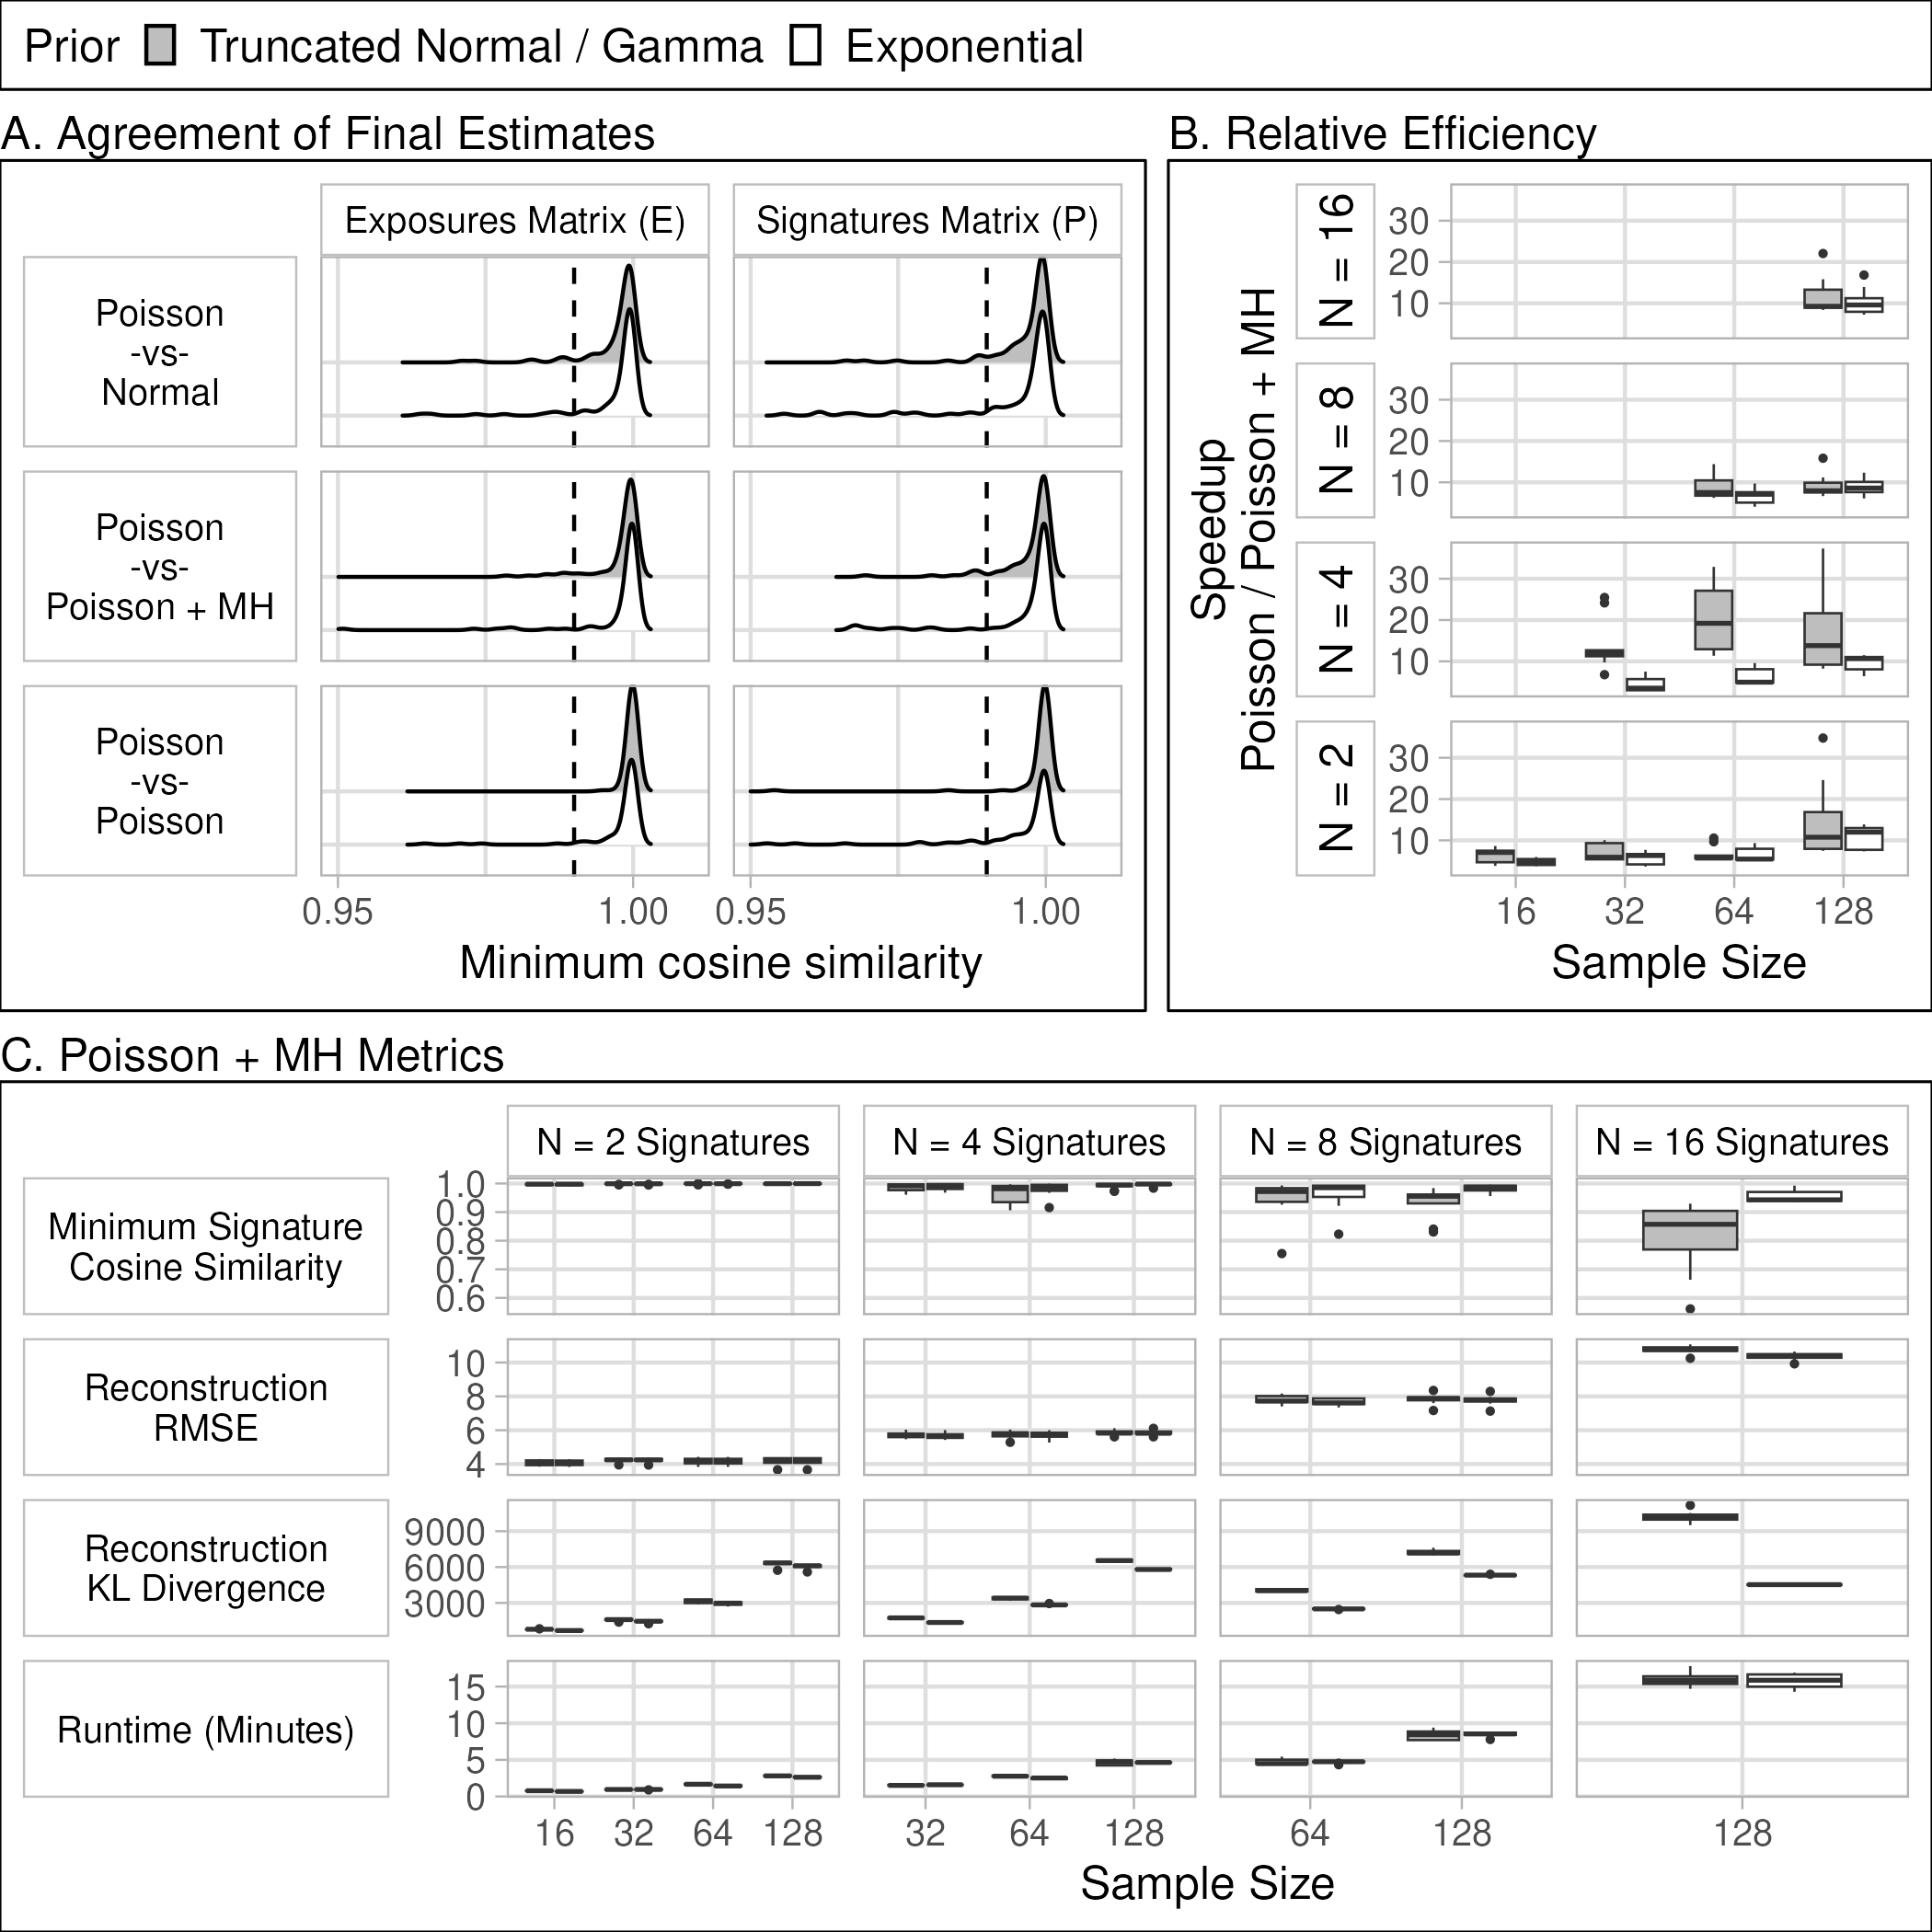 Prior Truncated Normal / Gamma Exponential
A. Agreement of Final Estimates
Exposures Matrix (E) Signatures Matrix (P)
Poisson
-vs-
Normal
Poisson
-vs-
Poisson + MH
Poisson
-vs-
Poisson
0.95 1.00 0.95 1.00
Minimum cosine similarity
B. Relative Efficiency
Speedup
Poisson / Poisson + MH
N = 16
30
20
10
N = 8
30
20
10
N = 4
30
20
10
N = 2
30
20
10
16 32 64 128
Sample Size
C. Poisson + MH Metrics
N = 2 Signatures N = 4 Signatures N = 8 Signatures N = 16 Signatures
Minimum Signature
Cosine Similarity
1.0
0.9
0.8
0.7
0.6
Reconstruction
RMSE
10
8
6
4
Reconstruction
KL Divergence
9000
6000
3000
Runtime (Minutes)
15
10
5
0
16 32 64 128 32 64 128 64 128 128
Sample Size